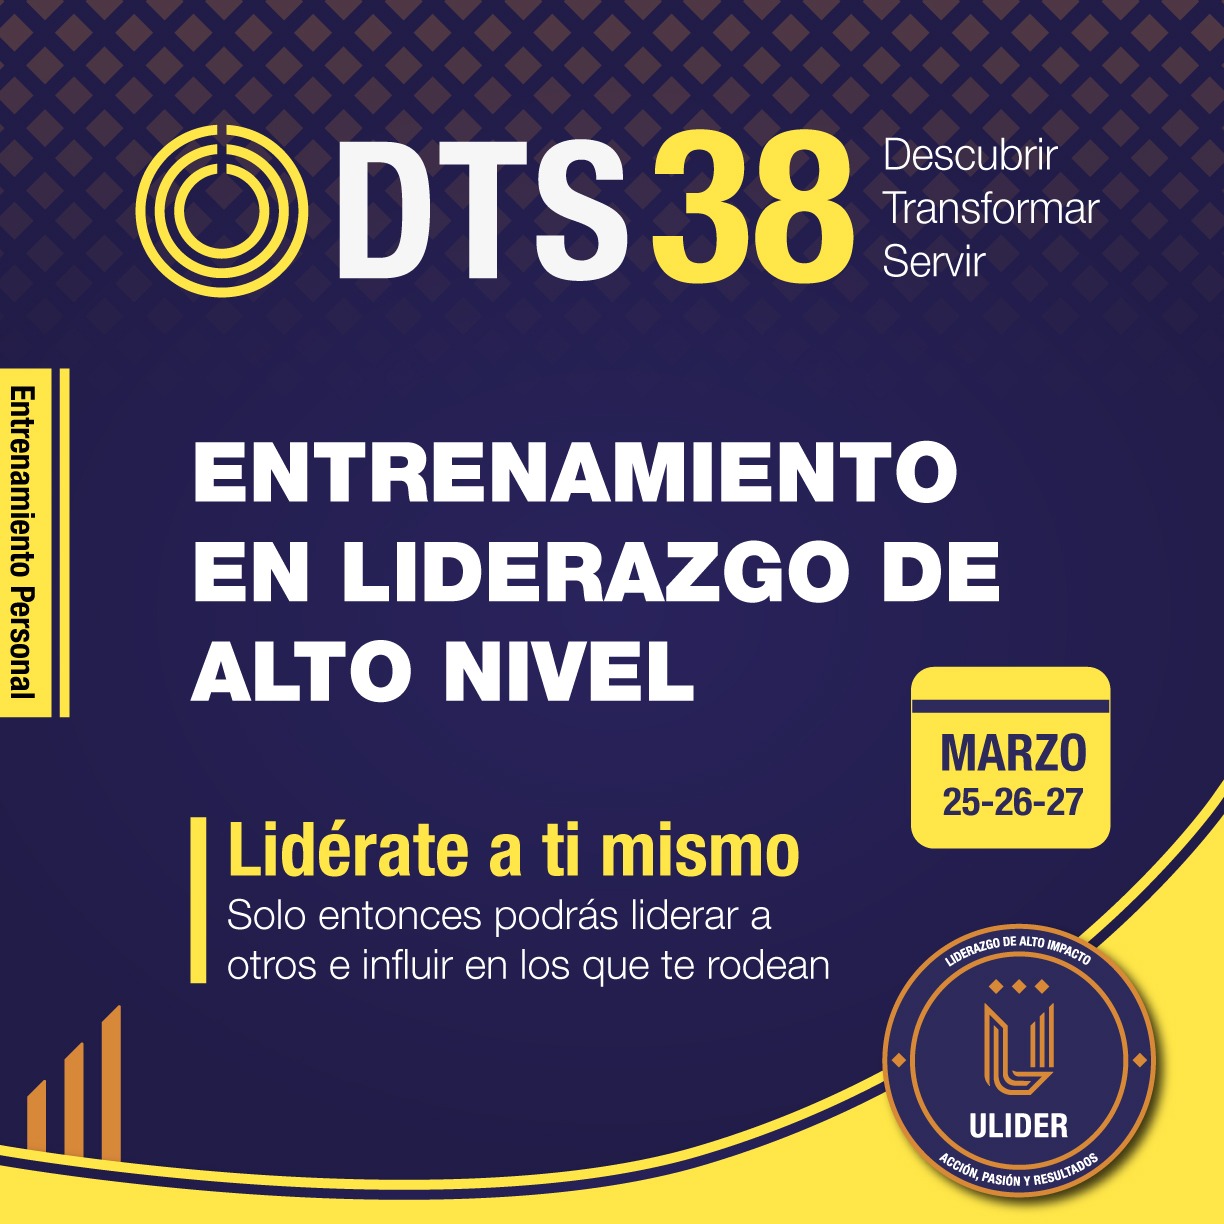 DTS 38
Descubrir
Transformar
Servir
Entrenamiento Personal
ENTRENAMIENTO
EN LIDERAZGO DE
ALTO NIVEL
MARZO
25-26-27
Lidérate a ti mismo
Solo entonces podrás liderar a
otros e influir en los que te rodean
LIDERAZGO DE ALTO IMPACTO
ULIDER
ACCIÓN, PASIÓN Y RESULTADOS